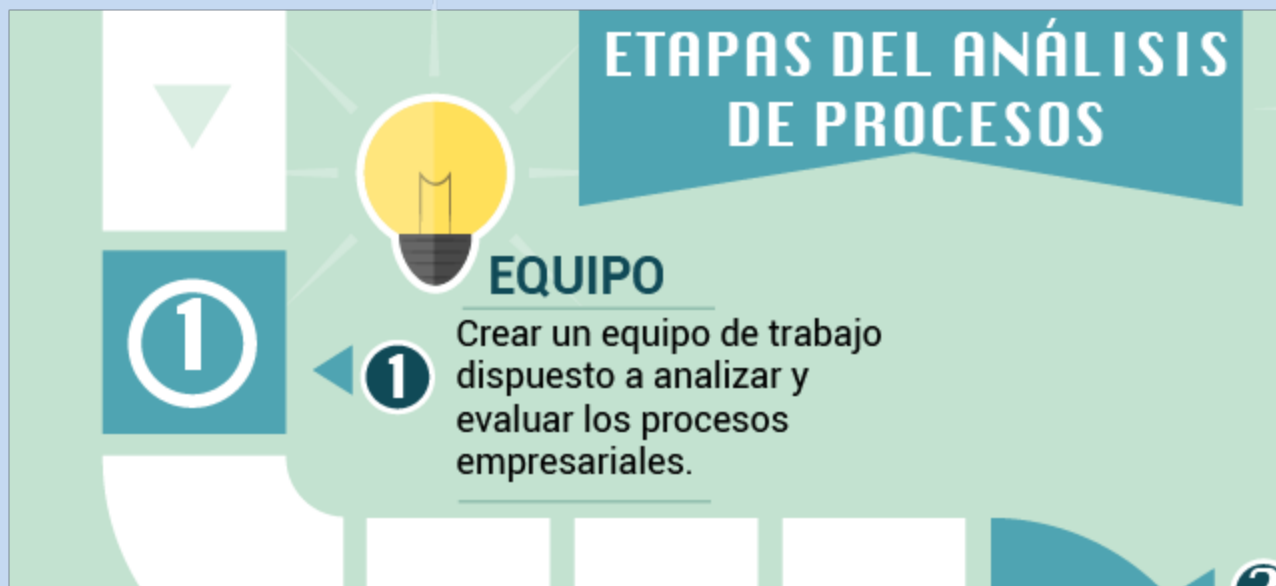 ETAPAS DEL ANÁLISIS
DE PROCESOS
1
EQUIPO
1
Crear un equipo de trabajo
dispuesto a analizar y
evaluar los procesos
empresariales.